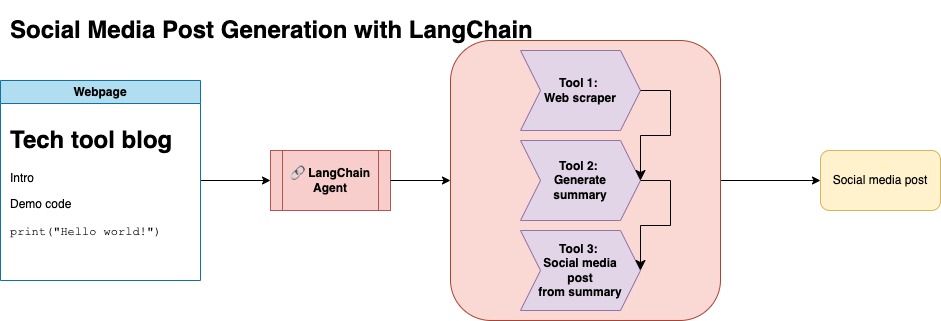 Social Media Post Generation with LangChain
Webpage
Tech tool blog
Intro
Demo code
print("Hello world!")
🔗 LangChain
Agent
Tool 1:
Web scraper
Tool 2:
Generate
summary
Tool 3:
Social media
post
from summary
Social media post